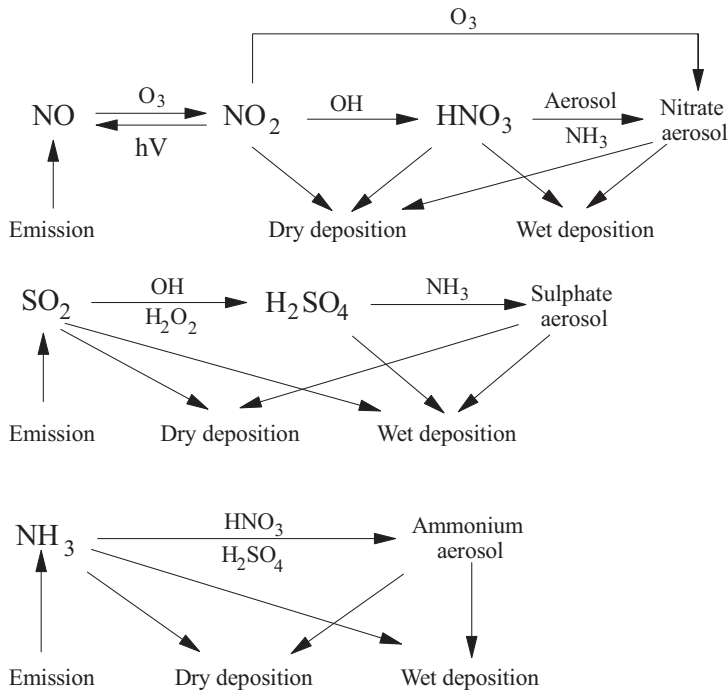 O3
NO
O3
hV
NO2
OH
HNO3
Aerosol
NH3
Nitrate
aerosol
Emission
Dry deposition
Wet deposition
SO2
OH
H2O2
H2SO4
NH3
Sulphate
aerosol
Emission
Dry deposition
Wet deposition
NH3
HNO3
H2SO4
Ammonium
aerosol
Emission
Dry deposition
Wet deposition